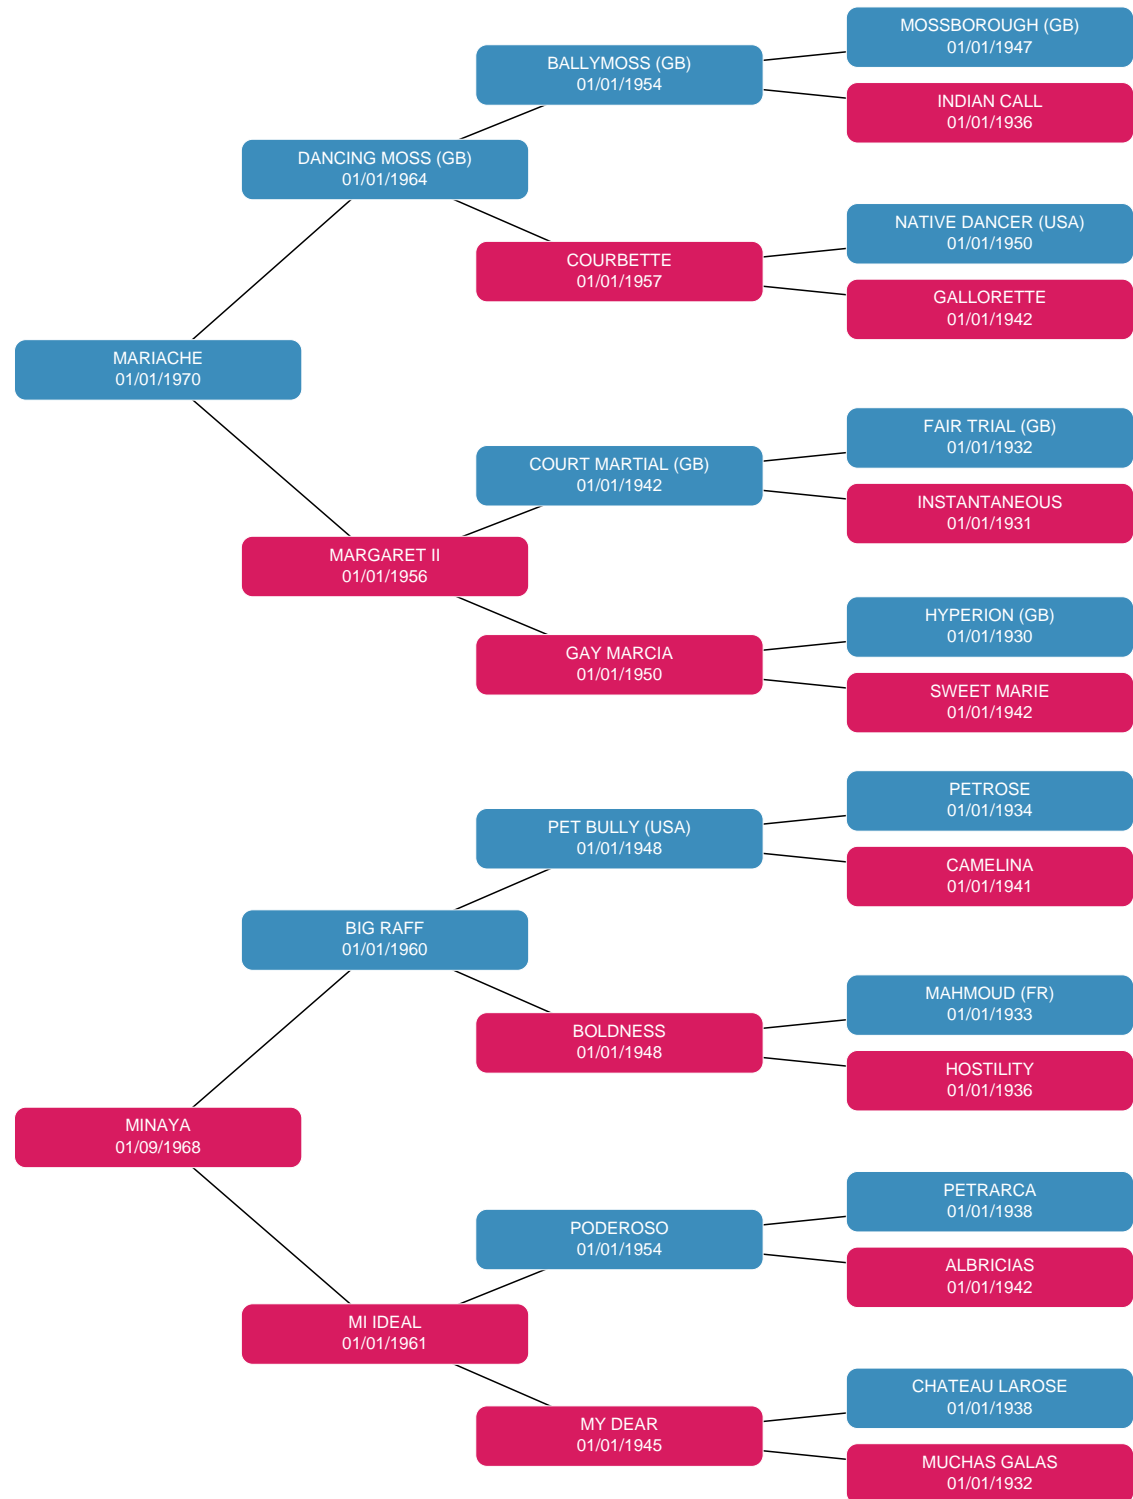 MOSSBOROUGH (GB)
01/01/1947
BALLYMOSS (GB)
01/01/1954
INDIAN CALL
01/01/1936
DANCING MOSS (GB)
01/01/1964
NATIVE DANCER (USA)
01/01/1950
COURBETTE
01/01/1957
GALLORETTE
01/01/1942
MARIACHE
01/01/1970
FAIR TRIAL (GB)
01/01/1932
COURT MARTIAL (GB)
01/01/1942
INSTANTANEOUS
01/01/1931
MARGARET II
01/01/1956
HYPERION (GB)
01/01/1930
GAY MARCIA
01/01/1950
SWEET MARIE
01/01/1942
PETROSE
01/01/1934
PET BULLY (USA)
01/01/1948
CAMELINA
01/01/1941
BIG RAFF
01/01/1960
MAHMOUD (FR)
01/01/1933
BOLDNESS
01/01/1948
HOSTILITY
01/01/1936
MINAYA
01/09/1968
PETRARCA
01/01/1938
PODEROSO
01/01/1954
ALBRICIAS
01/01/1942
MI IDEAL
01/01/1961
CHATEAU LAROSE
01/01/1938
MY DEAR
01/01/1945
MUCHAS GALAS
01/01/1932